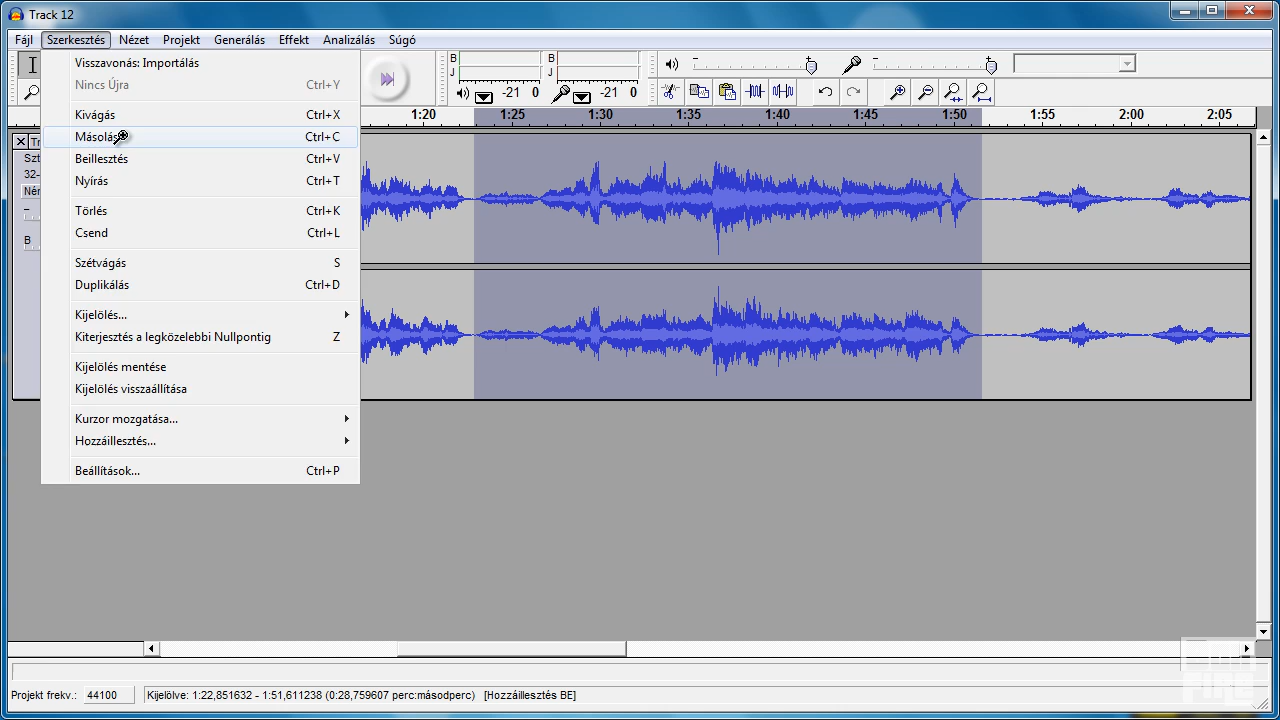 Track 12
Fájl Szerkesztés Nézet Projekt Generálás Effekt Analizálás Súgó
Visszavonás: Importálás
Nincs Újra Ctrl+Y
Kivágás Ctrl+X
Másolás Ctrl+C
Beillesztés Ctrl+V
Nyírás Ctrl+T
Törlés Ctrl+K
Csend Ctrl+L
Szétvágás S
Duplikálás Ctrl+D
Kijelölés...
Kiterjesztés a legközelebbi Nullpontig Z
Kijelölés mentése
Kijelölés visszaállítása
Kurzor mozgatása...
Hozzáillesztés...
Beállítások... Ctrl+P
B
J
B
J
-21 0
-21 0
1:20 1:25 1:30 1:35 1:40 1:45 1:50 1:55 2:00 2:05
Tr
Szt
32-
Ném
B
Projekt frekv.: 44100
Kijelölve: 1:22,851632 - 1:51,611238 (0:28,759607 perc:másodperc) [Hozzáillesztés BE]